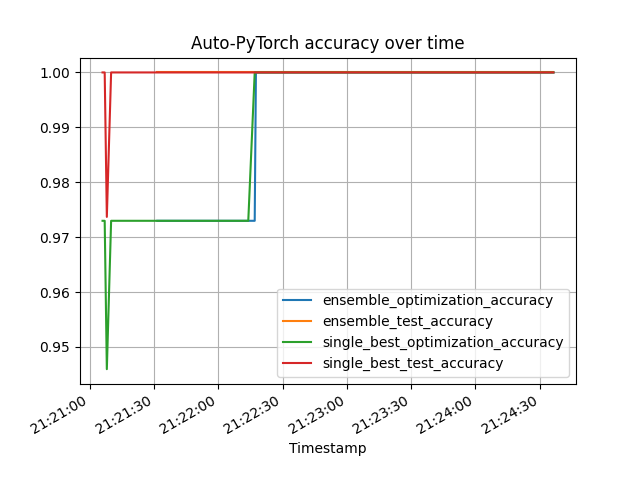 Auto-PyTorch accuracy over time
1.00
0.99
0.98
0.97
0.96
0.95
ensemble_optimization_accuracy
ensemble_test_accuracy
single_best_optimization_accuracy
single_best_test_accuracy
21:21:00
21:21:30
21:22:00
21:22:30
21:23:00
21:23:30
21:24:00
21:24:30
Timestamp